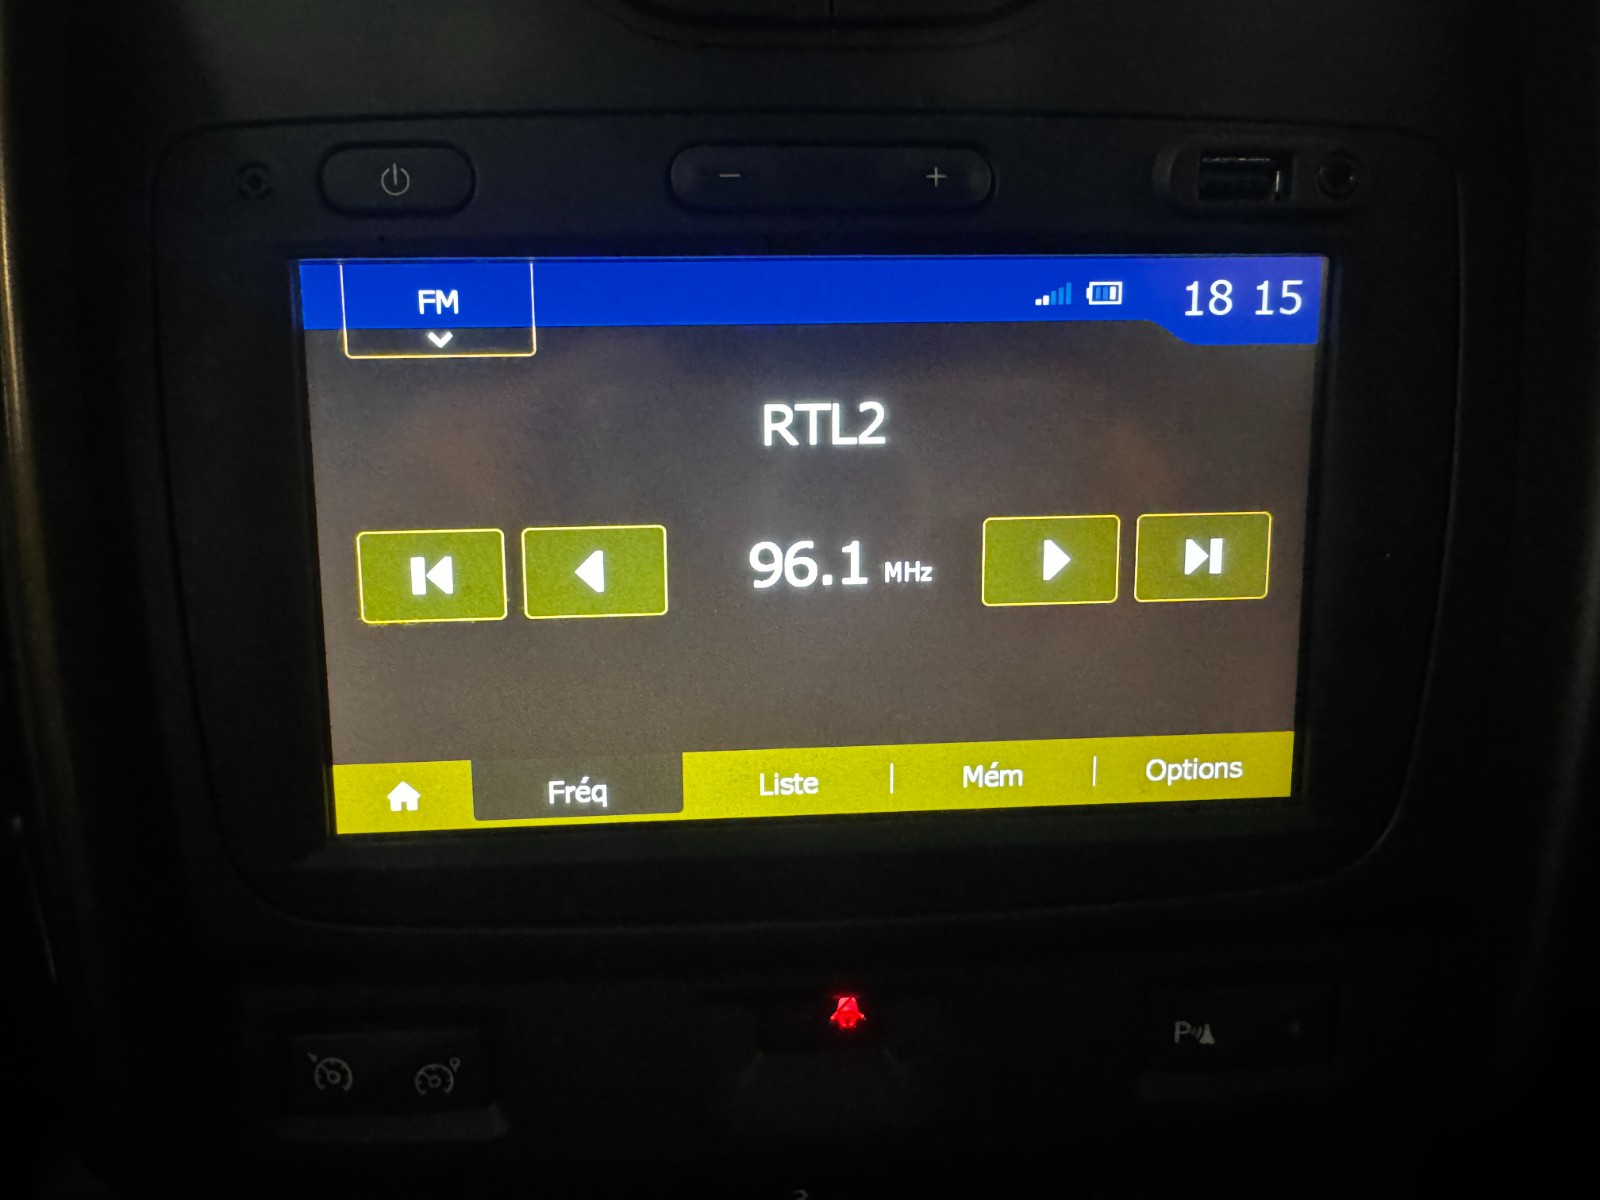 FM
18 15
RTL2
96.1 MHz
Fréq
Liste
Mém
Options
P